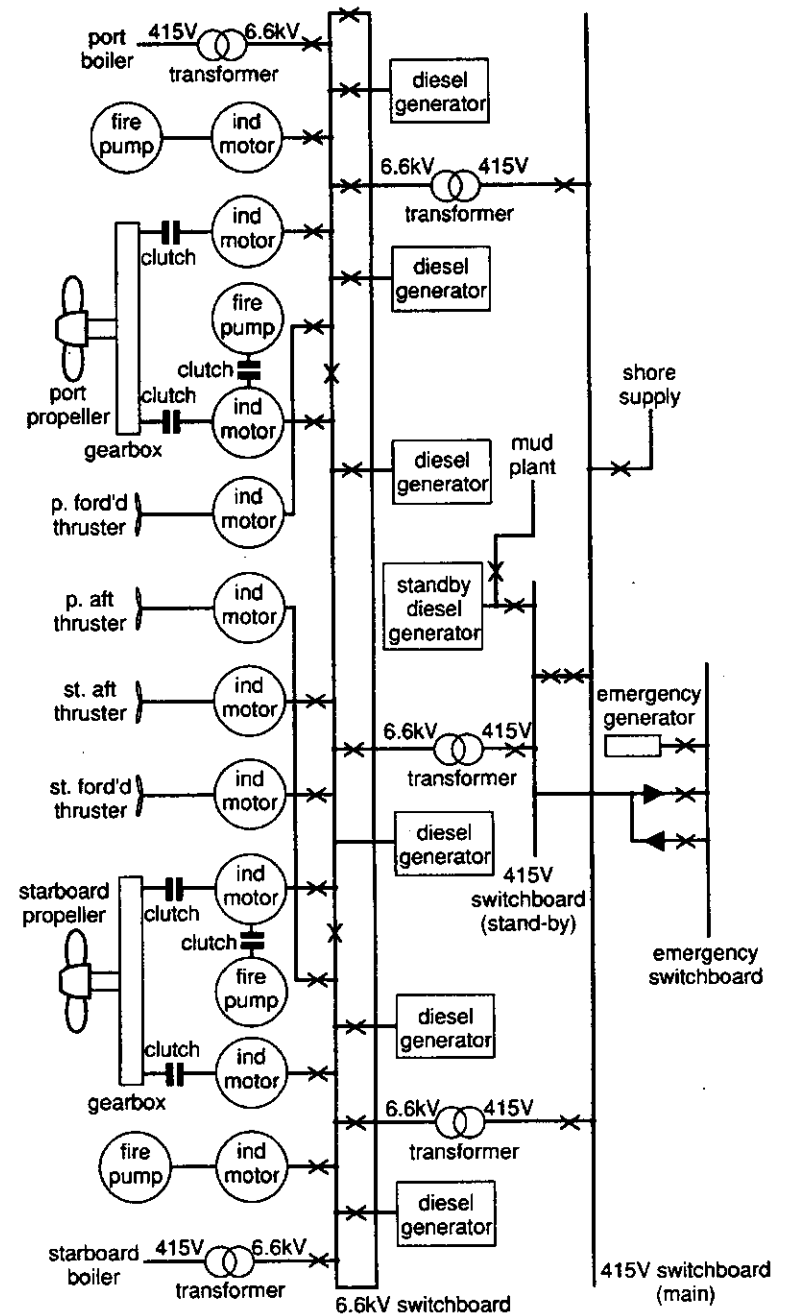 port
boiler
415V
6.6kV
transformer
diesel
generator
fire
pump
ind
motor
6.6kV
415V
transformer
ind
motor
clutch
diesel
generator
fire
pump
clutch
port
propeller
clutch
ind
motor
gearbox
shore
supply
mud
plant
diesel
generator
p. ford'd
thruster
ind
motor
standby
diesel
generator
p. aft
thruster
ind
motor
st. aft
thruster
ind
motor
emergency
generator
6.6kV
415V
transformer
st. ford'd
thruster
ind
motor
diesel
generator
starboard
propeller
ind
motor
clutch
415V
switchboard
(stand-by)
clutch
fire
pump
emergency
switchboard
diesel
generator
clutch
ind
motor
gearbox
6.6kV
415V
transformer
fire
pump
ind
motor
diesel
generator
starboard
boiler
415V
6.6kV
transformer
6.6kV switchboard
415V switchboard
(main)